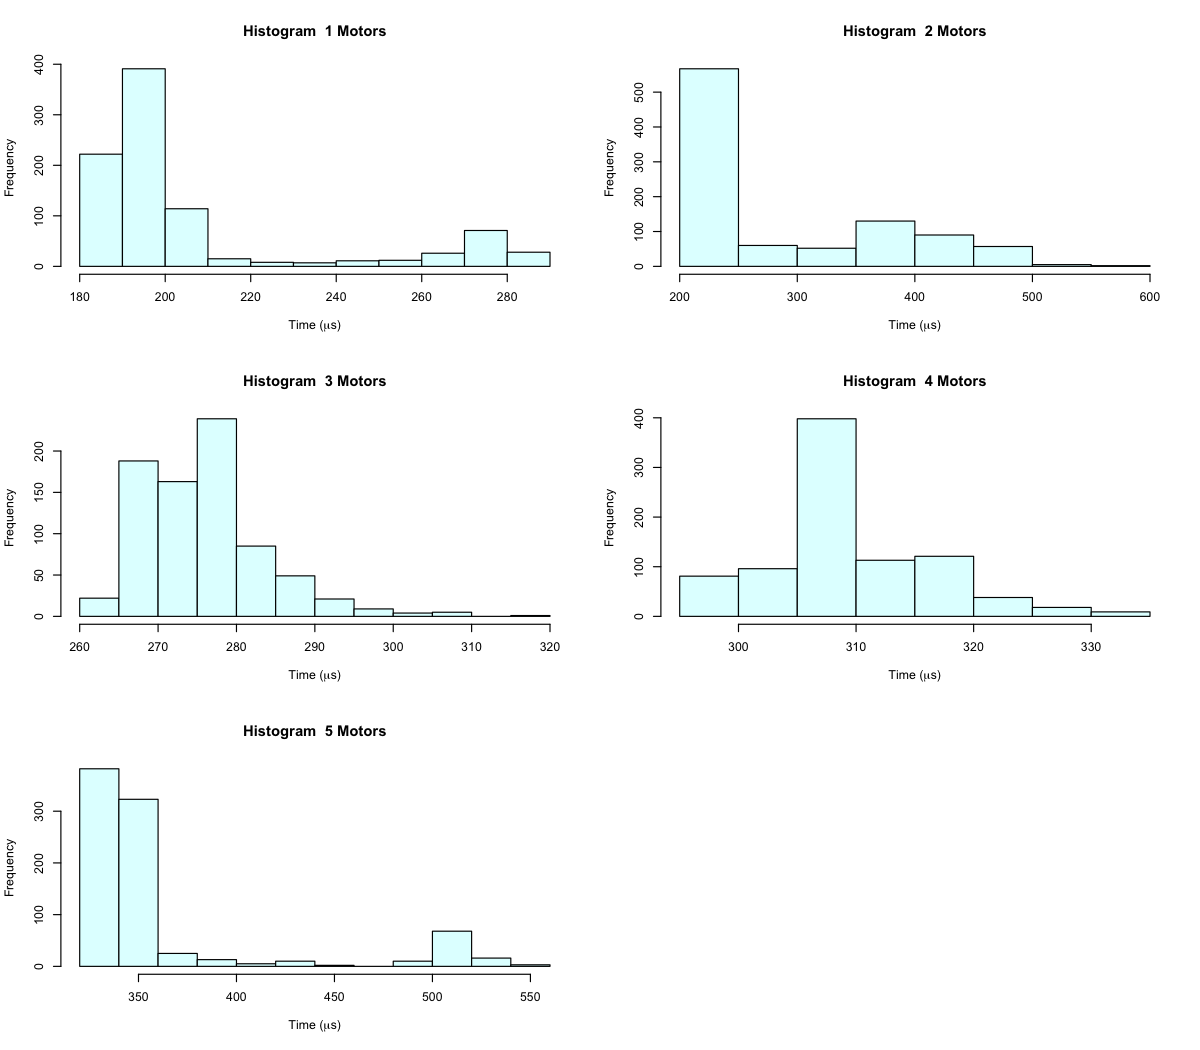 Histogram  1 Motors
Frequency
0 100 200 300 400
180 200 220 240 260 280
Time (μs)
Histogram  2 Motors
Frequency
0 100 200 300 400 500
200 300 400 500 600
Time (μs)
Histogram  3 Motors
Frequency
0 50 100 150 200
260 270 280 290 300 310 320
Time (μs)
Histogram  4 Motors
Frequency
0 100 200 300 400
300 310 320 330
Time (μs)
Histogram  5 Motors
Frequency
0 100 200 300
350 400 450 500 550
Time (μs)